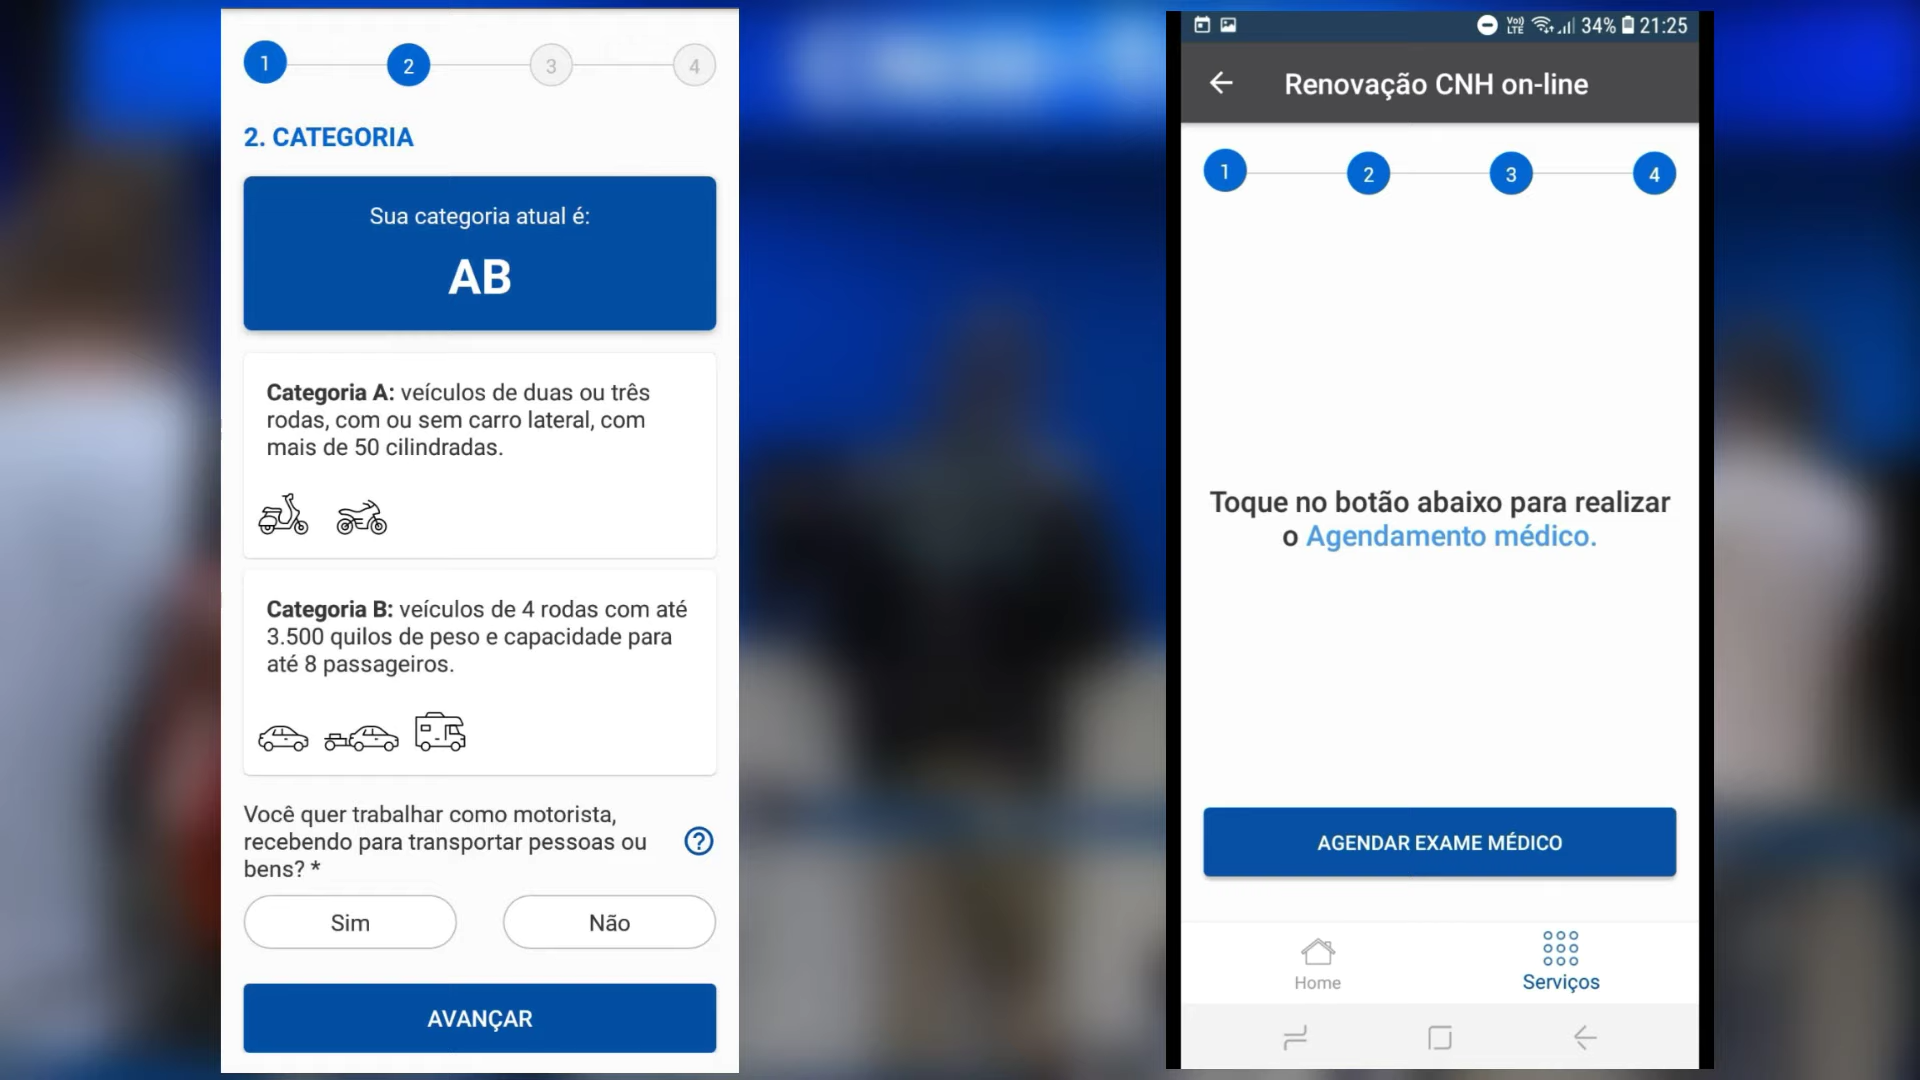 1
2
3
4
2. CATEGORIA
Sua categoria atual é:
AB
Categoria A: veículos de duas ou três
rodas, com ou sem carro lateral, com
mais de 50 cilindradas.
Categoria B: veículos de 4 rodas com até
3.500 quilos de peso e capacidade para
até 8 passageiros.
Você quer trabalhar como motorista,
recebendo para transportar pessoas ou
bens? *
?
Sim
Não
AVANÇAR
Vo)) LTE 34% 21:25
Renovação CNH on-line
1
2
3
4
Toque no botão abaixo para realizar
o Agendamento médico.
AGENDAR EXAME MÉDICO
Home
Serviços